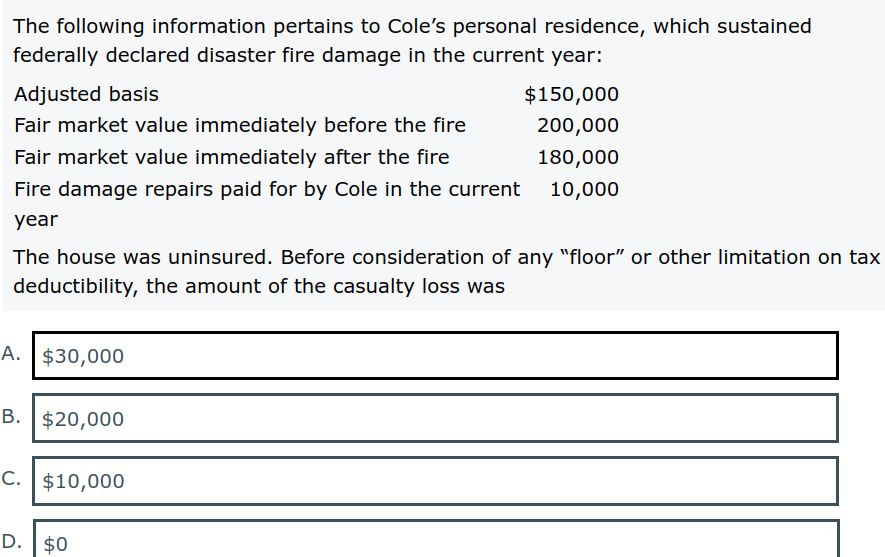 The following information pertains to Cole’s personal residence, which sustained
federally declared disaster fire damage in the current year:
Adjusted basis $150,000
Fair market value immediately before the fire 200,000
Fair market value immediately after the fire 180,000
Fire damage repairs paid for by Cole in the current 10,000
year
The house was uninsured. Before consideration of any “floor” or other limitation on tax
deductibility, the amount of the casualty loss was
A. $30,000
B. $20,000
C. $10,000
D. $0